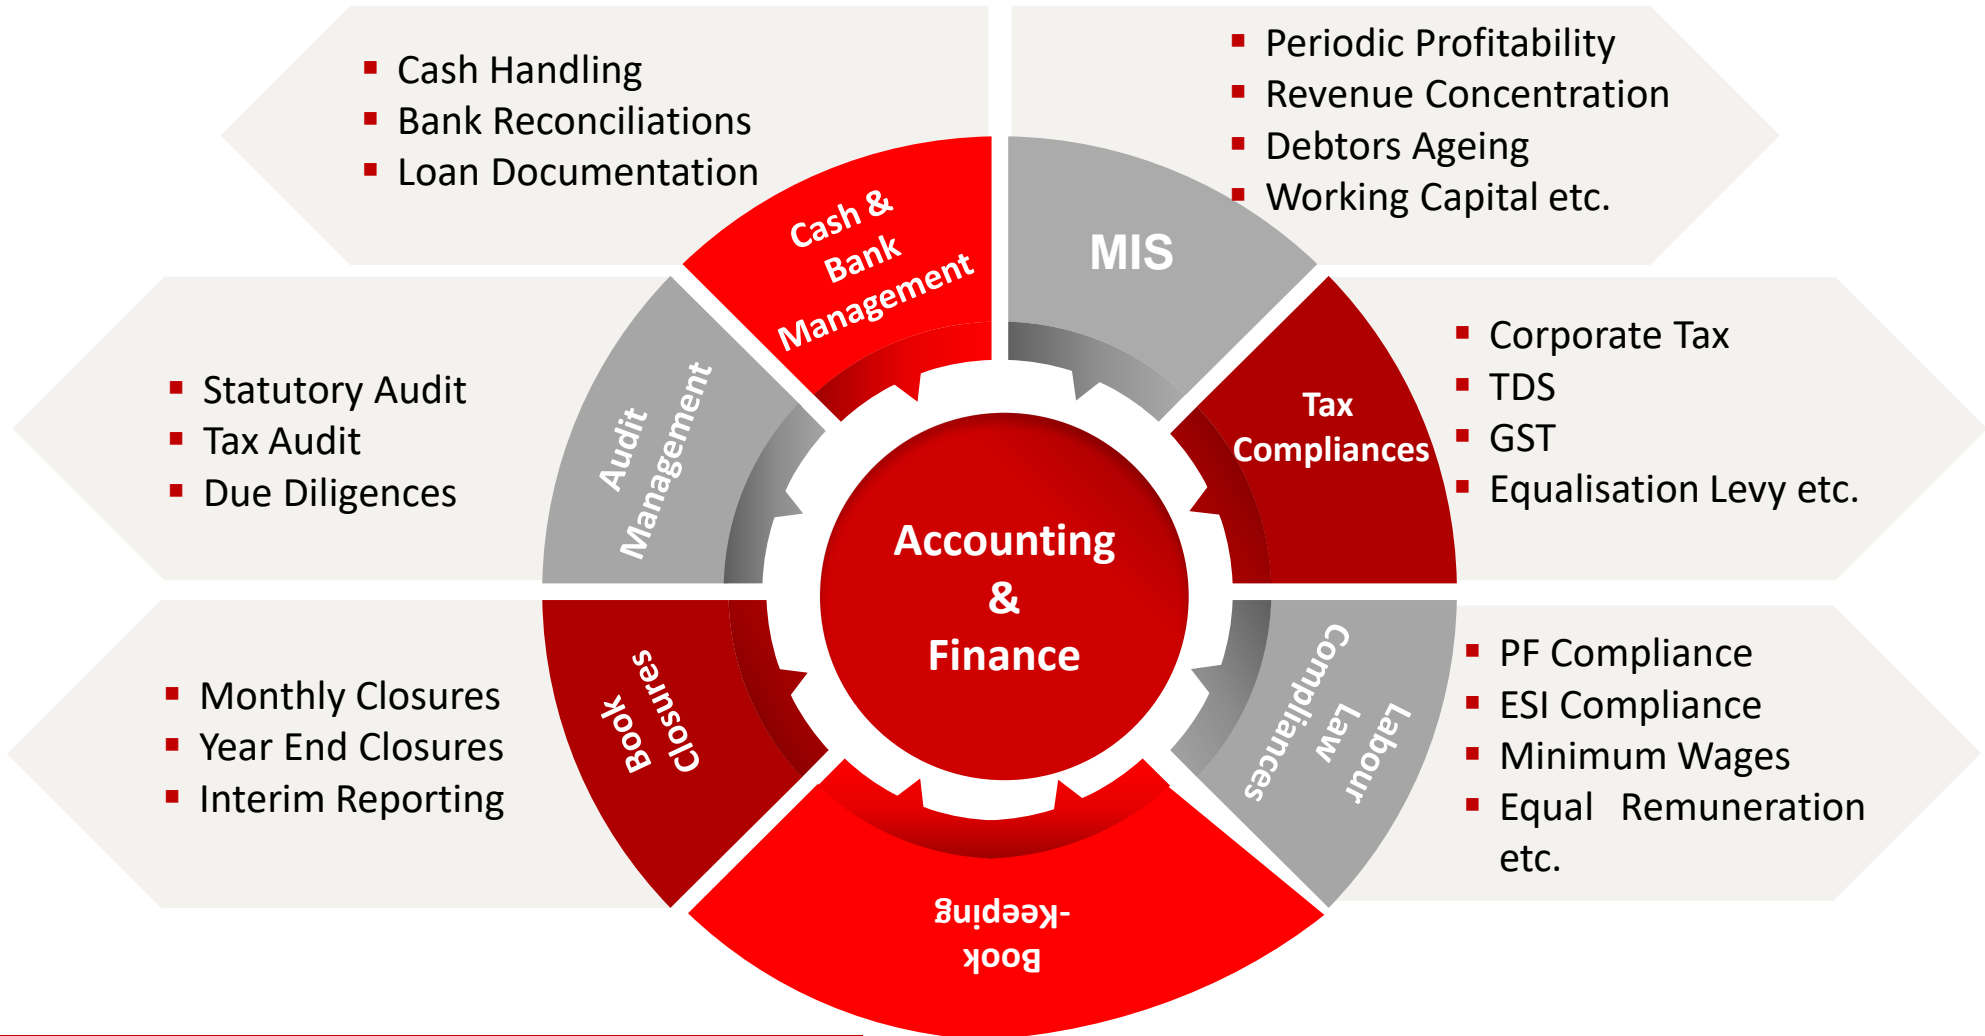 Cash Handling
Bank Reconciliations
Loan Documentation
Periodic Profitability
Revenue Concentration
Debtors Ageing
Working Capital etc.
Cash &
Bank
Management
MIS
Statutory Audit
Tax Audit
Due Diligences
Audit
Management
Tax
Compliances
Corporate Tax
TDS
GST
Equalisation Levy etc.
Accounting
&
Finance
Monthly Closures
Year End Closures
Interim Reporting
Book
Closures
Labour
Law
Compliances
PF Compliance
ESI Compliance
Minimum Wages
Equal Remuneration
etc.
Book
-Keeping